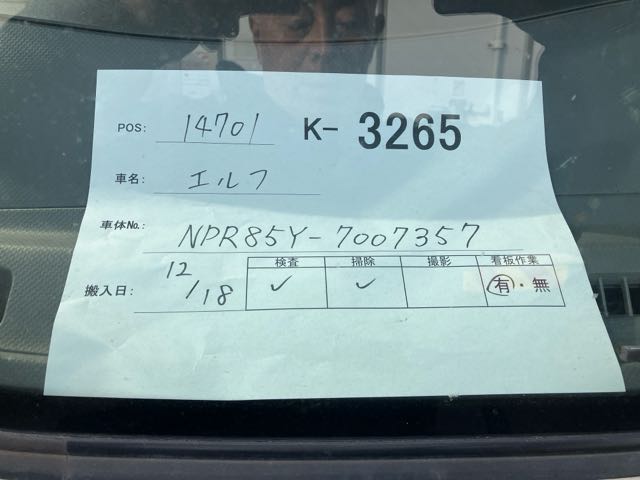 POS: 14701 K- 3265
車名: エルフ
車体No.: NPR85Y-7007357
検査 掃除 撮影 看板作業
搬入日: 12/18 ✓ ✓ 有・無